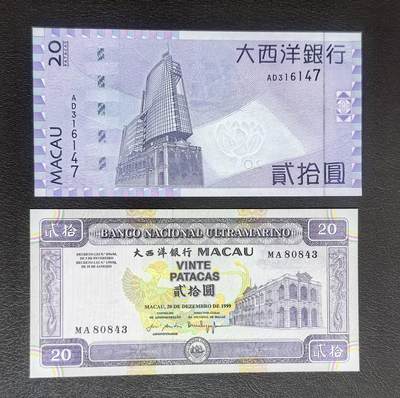 20
大西洋銀行
AD316147
AD316147
MACAU
貳拾圓
貳拾
BANCO NACIONAL ULTRAMARINO
20
大西洋銀行 MACAU
MA 80843
VINTE
PATACAS
貳拾圓
MACAU, 20 DE DEZEMBRO DE 1999
MA 80843
20
貳拾